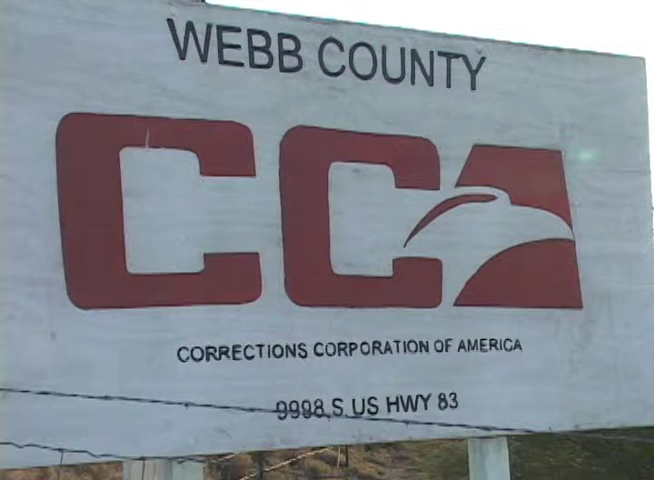 WEBB COUNTY
CCA
CORRECTIONS CORPORATION OF AMERICA
9998 S US HWY 83